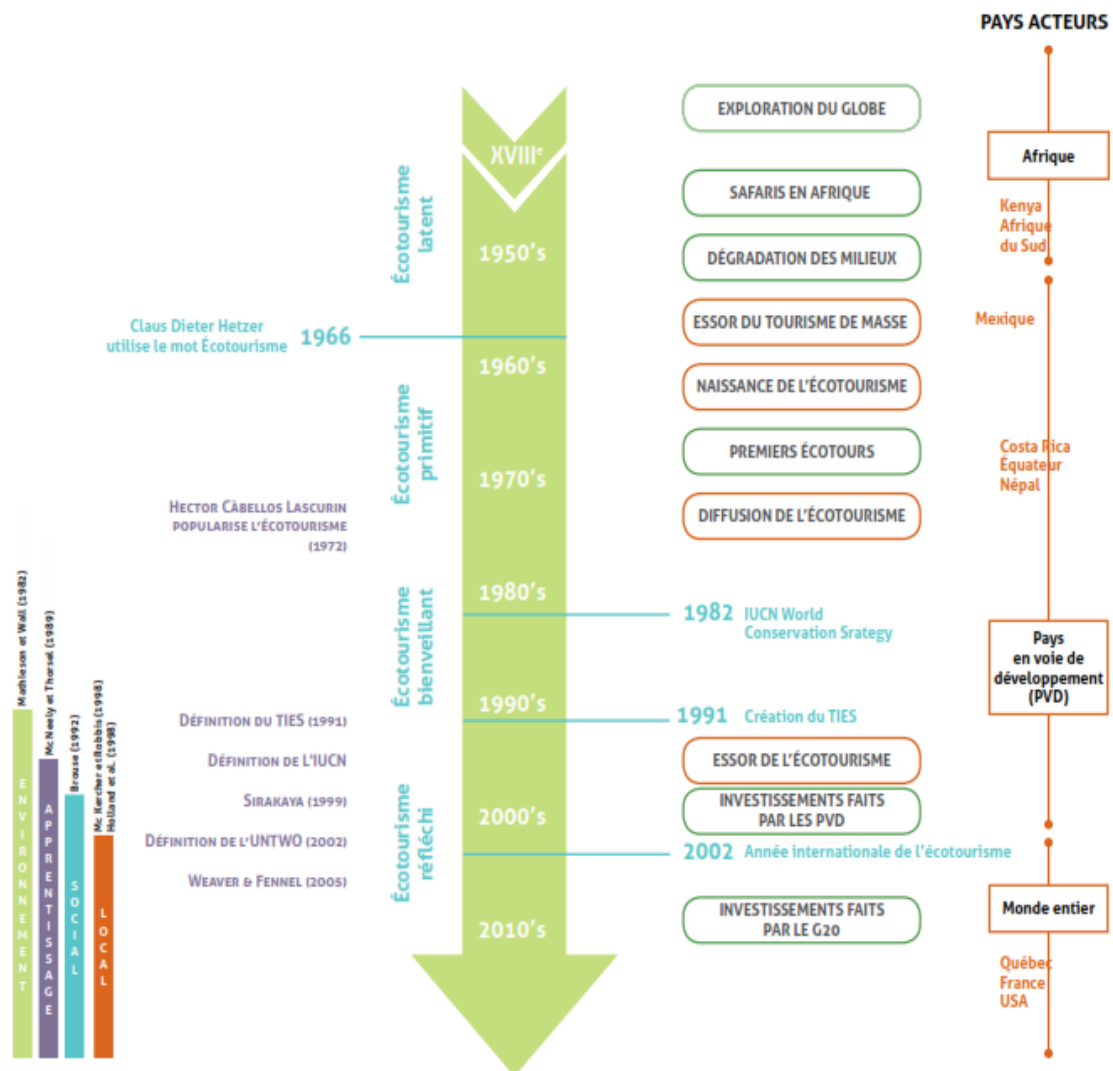 PAYS ACTEURS
EXPLORATION DU GLOBE
XVIIIe
Afrique
Écotourisme
latent
SAFARIS EN AFRIQUE
Kenya
Afrique
du Sud
1950's
DÉGRADATION DES MILIEUX
Claus Dieter Hetzer
utilise le mot Écotourisme
1966
ESSOR DU TOURISME DE MASSE
Mexique
1960's
NAISSANCE DE L'ÉCOTOURISME
Écotourisme
primitif
PREMIERS ÉCOTOURS
Costa Rica
Équateur
Népal
1970's
HECTOR CÀBELLOS LASCURIN
POPULARISE L'ÉCOTOURISME
(1972)
DIFFUSION DE L'ÉCOTOURISME
1980's
Écotourisme
bienveillant
1982 IUCN World
Conservation Srategy
Pays
en voie de
développement
(PVD)
1990's
DÉFINITION DU TIES (1991)
1991 Création du TIES
DÉFINITION DE L'IUCN
ESSOR DE L'ÉCOTOURISME
SIRAKAYA (1999)
INVESTISSEMENTS FAITS
PAR LES PVD
2000's
Écotourisme
réfléchi
DÉFINITION DE L'UNTWO (2002)
2002 Année internationale de l'écotourisme
WEAVER & FENNEL (2005)
Monde entier
INVESTISSEMENTS FAITS
PAR LE G20
2010's
Québec
France
USA
Mathieson et Wall (1982)
ENVIRONNEMENT
Mc Neely et Thorsel (1989)
APPRENTISSAGE
Brouse (1992)
SOCIAL
Mc Kercher et Robbis (1998)
Holland et al. (1998)
LOCAL